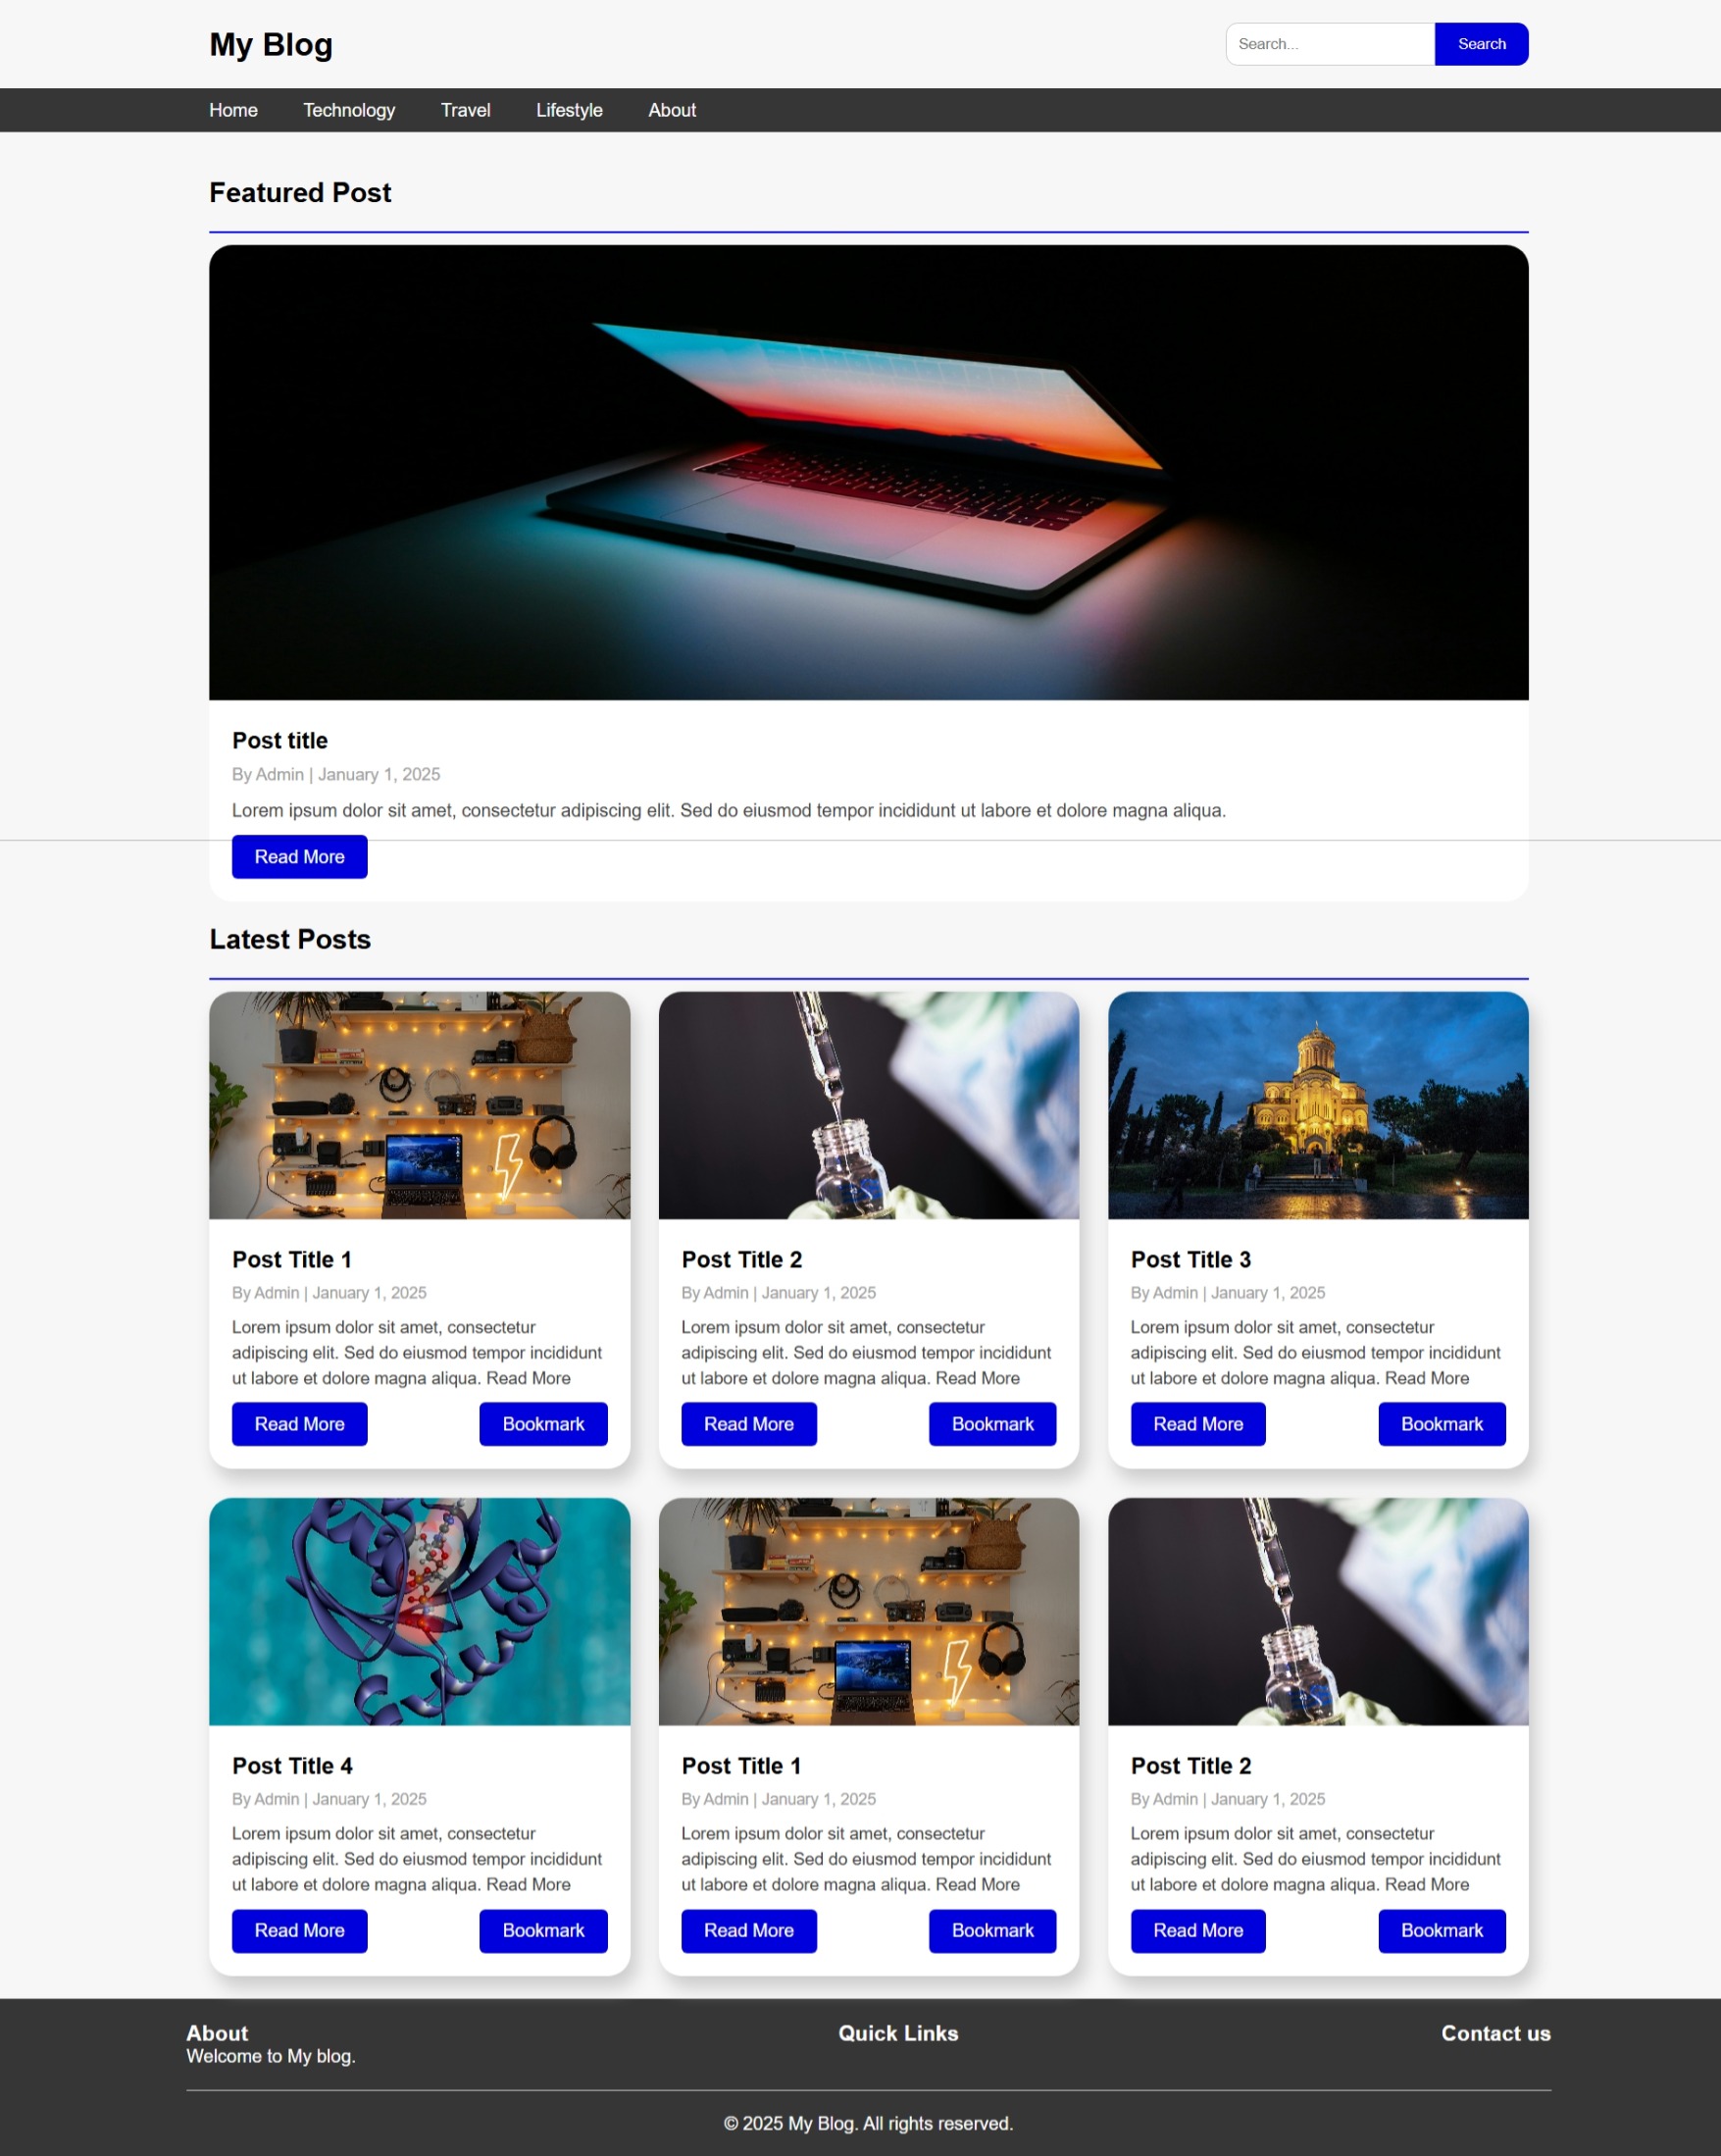 My Blog
Search...
Search
Home
Technology
Travel
Lifestyle
About
Featured Post
Post title
By Admin | January 1, 2025
Lorem ipsum dolor sit amet, consectetur adipiscing elit. Sed do eiusmod tempor incididunt ut labore et dolore magna aliqua.
Read More
Latest Posts
Post Title 1
By Admin | January 1, 2025
Lorem ipsum dolor sit amet, consectetur
adipiscing elit. Sed do eiusmod tempor incididunt
ut labore et dolore magna aliqua. Read More
Read More
Bookmark
Post Title 2
By Admin | January 1, 2025
Lorem ipsum dolor sit amet, consectetur
adipiscing elit. Sed do eiusmod tempor incididunt
ut labore et dolore magna aliqua. Read More
Read More
Bookmark
Post Title 3
By Admin | January 1, 2025
Lorem ipsum dolor sit amet, consectetur
adipiscing elit. Sed do eiusmod tempor incididunt
ut labore et dolore magna aliqua. Read More
Read More
Bookmark
Post Title 4
By Admin | January 1, 2025
Lorem ipsum dolor sit amet, consectetur
adipiscing elit. Sed do eiusmod tempor incididunt
ut labore et dolore magna aliqua. Read More
Read More
Bookmark
Post Title 1
By Admin | January 1, 2025
Lorem ipsum dolor sit amet, consectetur
adipiscing elit. Sed do eiusmod tempor incididunt
ut labore et dolore magna aliqua. Read More
Read More
Bookmark
Post Title 2
By Admin | January 1, 2025
Lorem ipsum dolor sit amet, consectetur
adipiscing elit. Sed do eiusmod tempor incididunt
ut labore et dolore magna aliqua. Read More
Read More
Bookmark
About
Welcome to My blog.
Quick Links
Contact us
© 2025 My Blog. All rights reserved.